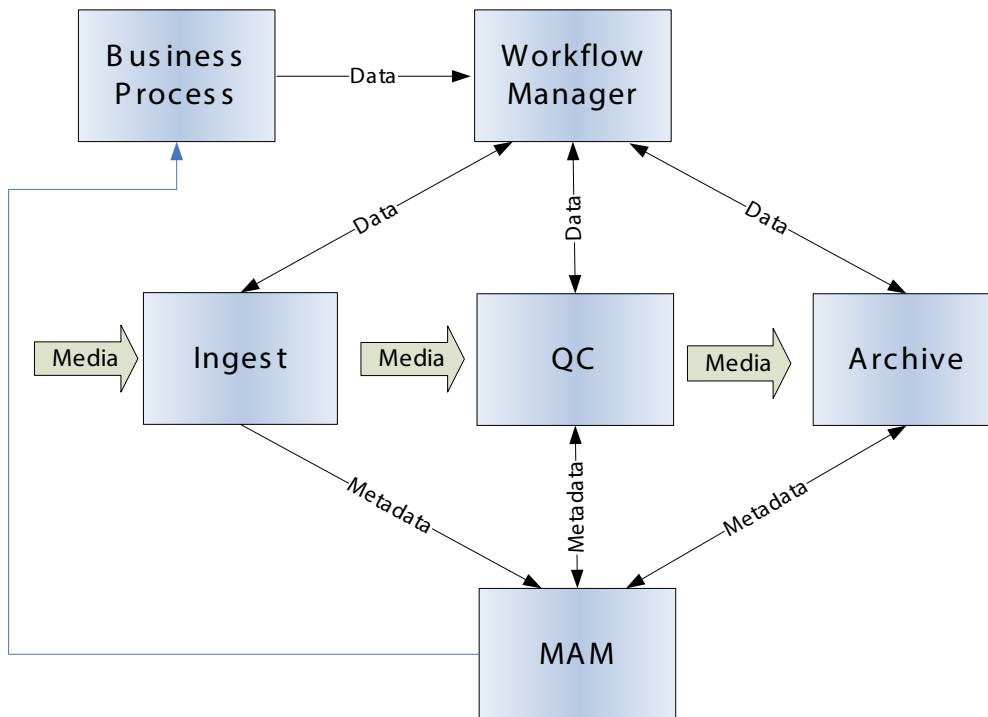 Business
Process
Data
Workflow
Manager
Data
Data
Data
Media
Ingest
Media
QC
Media
Archive
Metadata
Metadata
Metadata
MAM